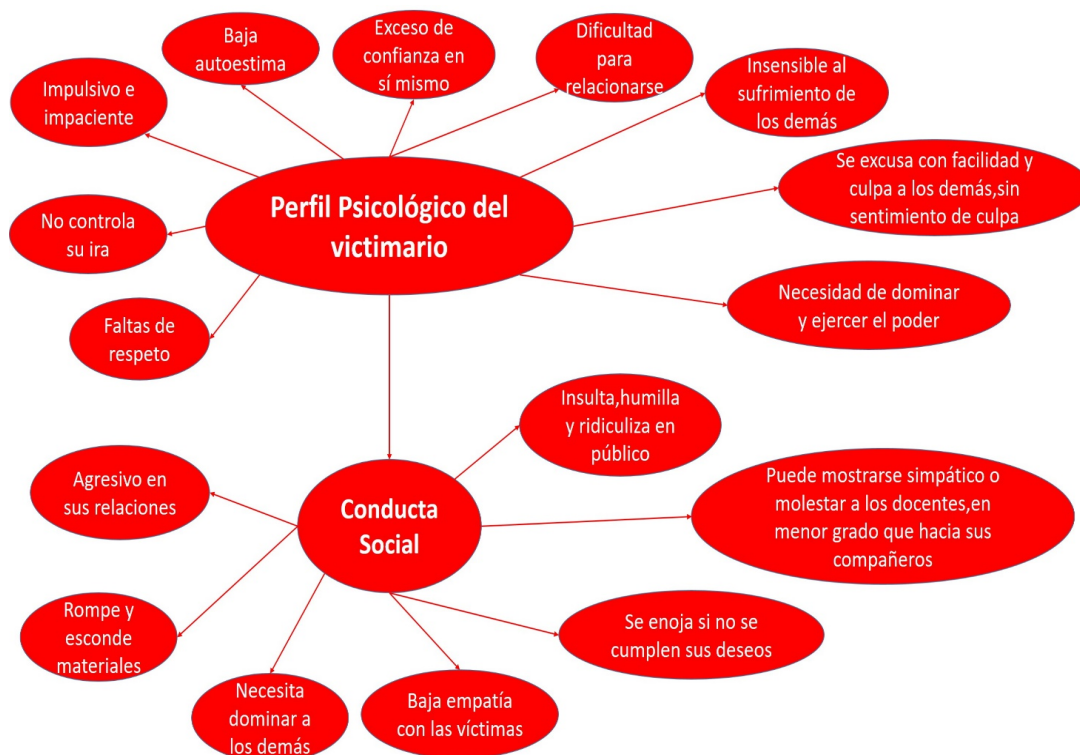 Baja
autoestima
Exceso de
confianza en
sí mismo
Dificultad
para
relacionarse
Insensible al
sufrimiento de
los demás
Impulsivo e
impaciente
Se excusa con facilidad y
culpa a los demás,sin
sentimiento de culpa
Perfil Psicológico del
victimario
No controla
su ira
Necesidad de dominar
y ejercer el poder
Faltas de
respeto
Insulta,humilla
y ridiculiza en
público
Agresivo en
sus relaciones
Conducta
Social
Puede mostrarse simpático o
molestar a los docentes,en
menor grado que hacia sus
compañeros
Rompe y
esconde
materiales
Se enoja si no se
cumplen sus deseos
Necesita
dominar a
los demás
Baja empatía
con las víctimas